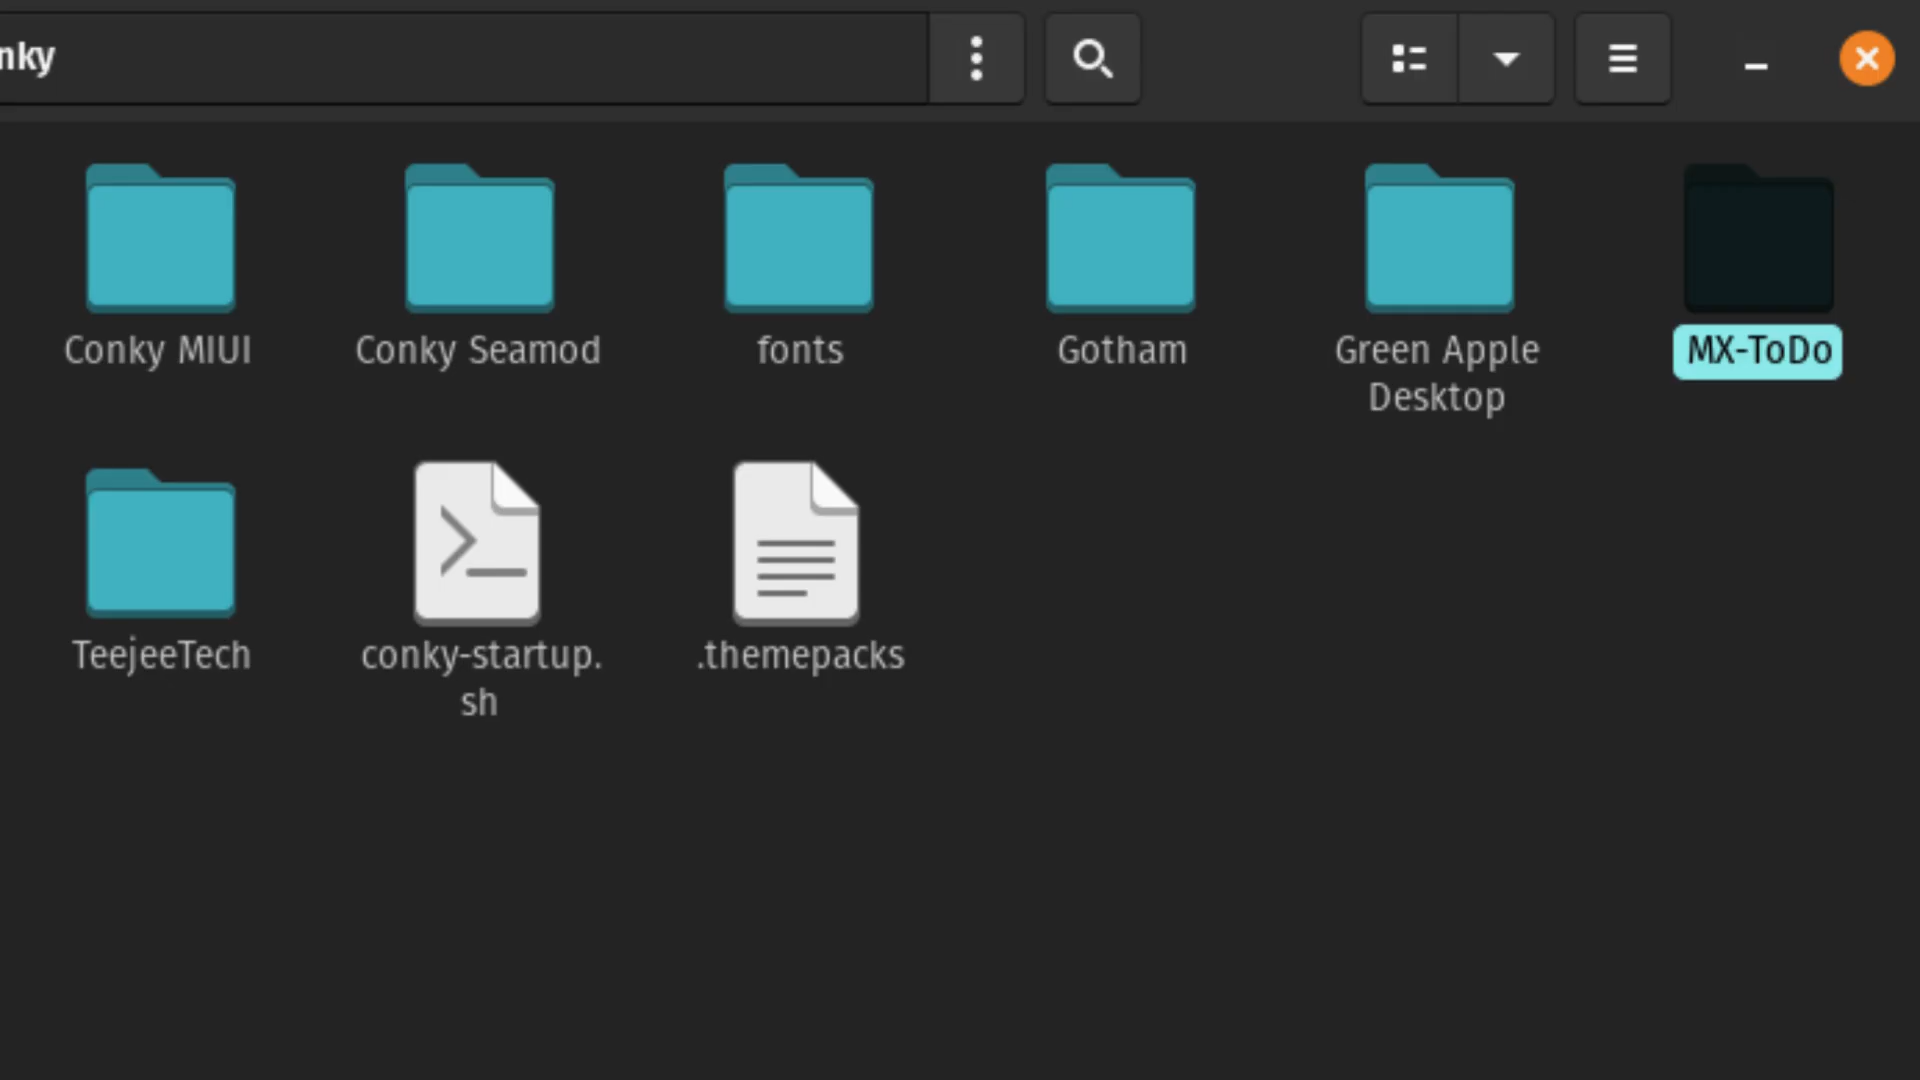 nky
Conky MIUI
Conky Seamod
fonts
Gotham
Green Apple
Desktop
MX-ToDo
TeejeeTech
conky-startup.
sh
.themepacks